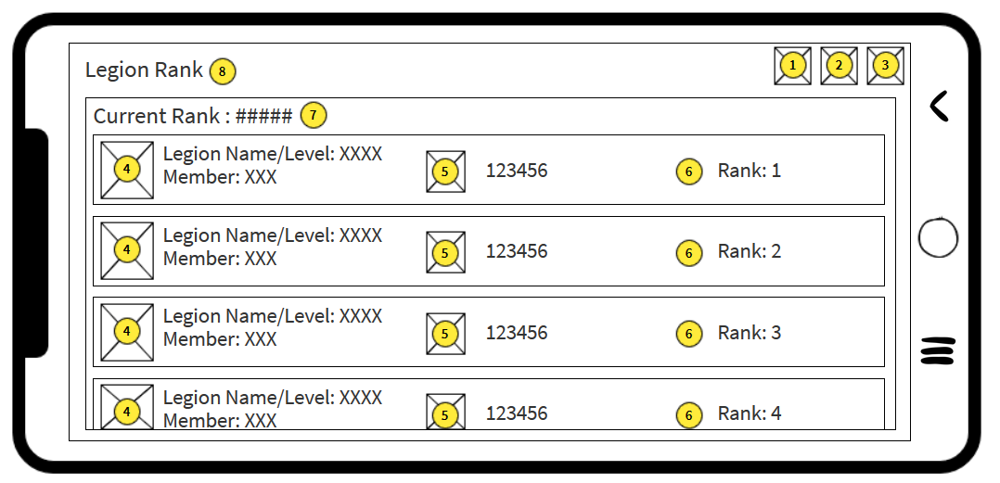 Legion Rank 8
1 2 3
Current Rank : ##### 7
4 Legion Name/Level: XXXX
Member: XXX
5 123456
6 Rank: 1
4 Legion Name/Level: XXXX
Member: XXX
5 123456
6 Rank: 2
4 Legion Name/Level: XXXX
Member: XXX
5 123456
6 Rank: 3
4 Legion Name/Level: XXXX
Member: XXX
5 123456
6 Rank: 4